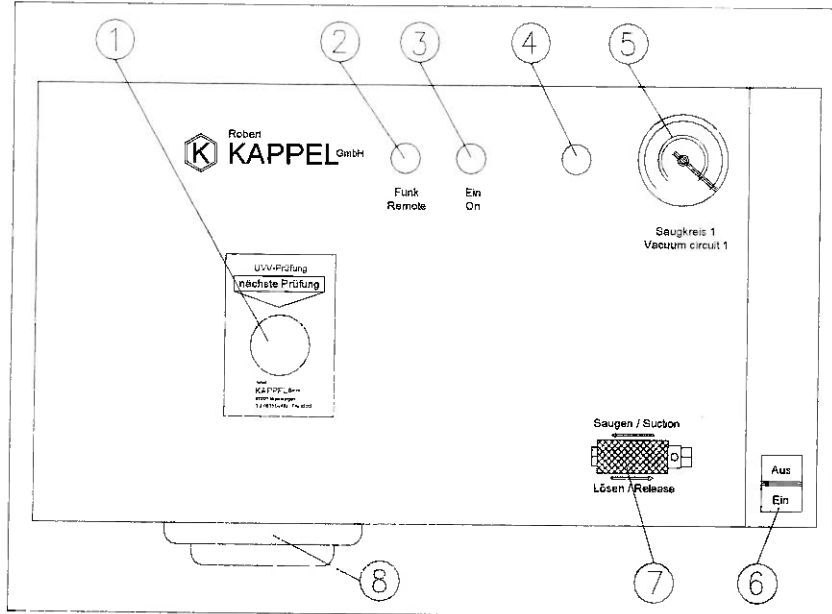 1
2
3
4
5
Robert
K KAPPEL GmbH
Funk
Remote
Ein
On
Saugkreis 1
Vacuum circuit 1
UVV-Prüfung
nächste Prüfung
KAPPEL
Saugen / Suction
Lösen / Release
Aus
Ein
8
7
6